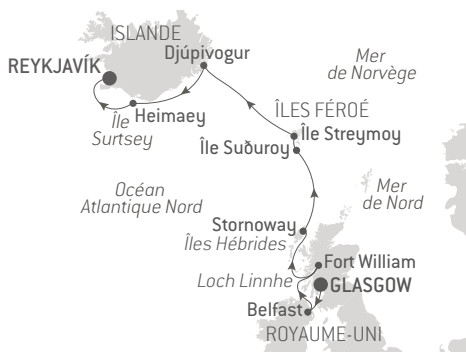 ISLANDE
Djúpivogur
REYKJAVÍK
Mer
de Norvège
Heimaey
Île
Surtsey
ÎLES FÉROÉ
Île Streymoy
Île Suðuroy
Océan
Atlantique Nord
Mer
de Nord
Stornoway
Îles Hébrides
Fort William
Loch Linnhe
GLASGOW
Belfast
ROYAUME-UNI